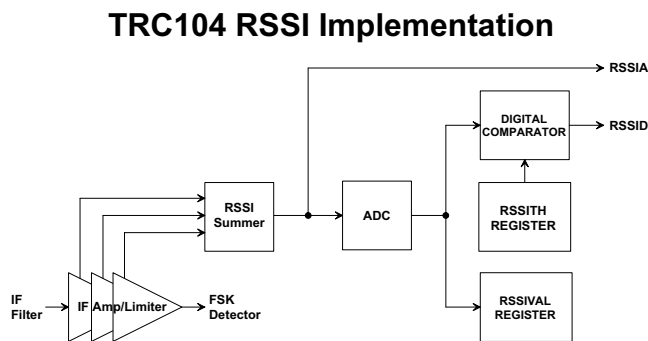 TRC104 RSSI Implementation
RSSIA
DIGITAL
COMPARATOR
RSSID
RSSI
Summer
ADC
RSSITH
REGISTER
IF
Filter
IF Amp/Limiter
FSK
Detector
RSSIVAL
REGISTER